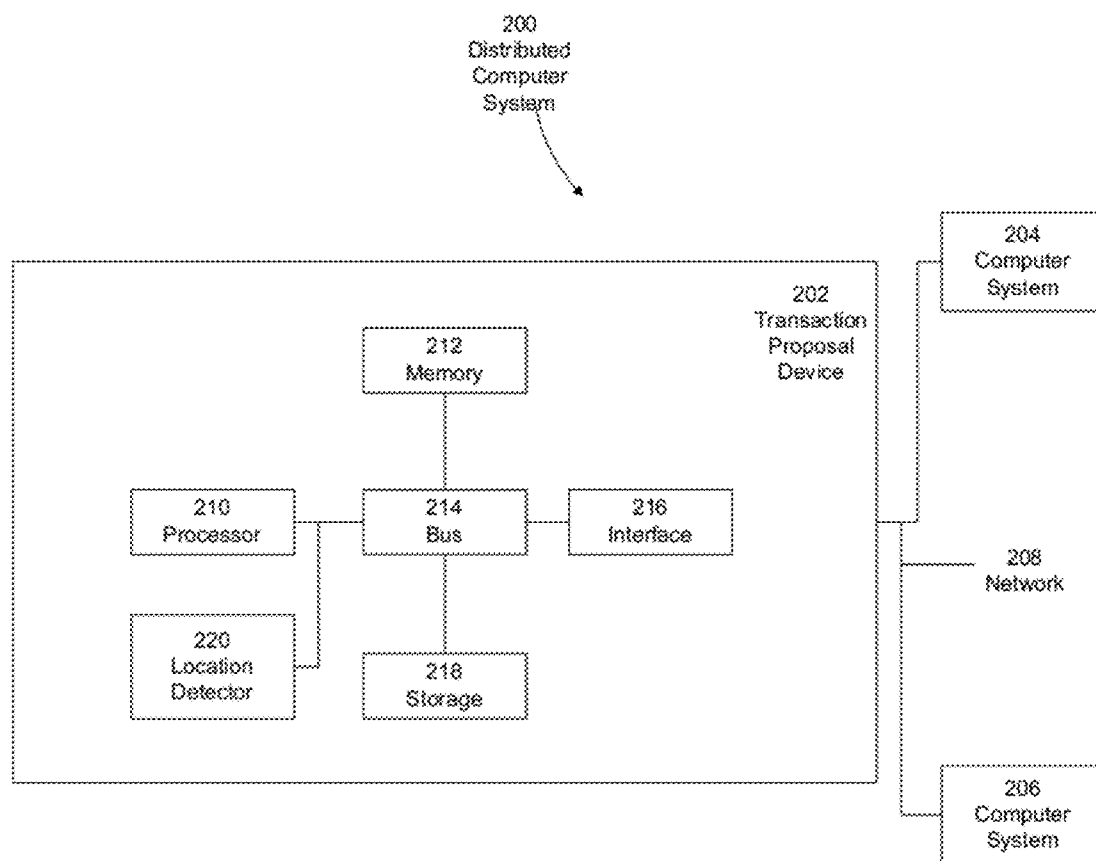 200
Distributed
Computer
System
204
Computer
System
202
Transaction
Proposal
Device
212
Memory
210
Processor
214
Bus
216
Interface
208
Network
220
Location
Detector
218
Storage
206
Computer
System